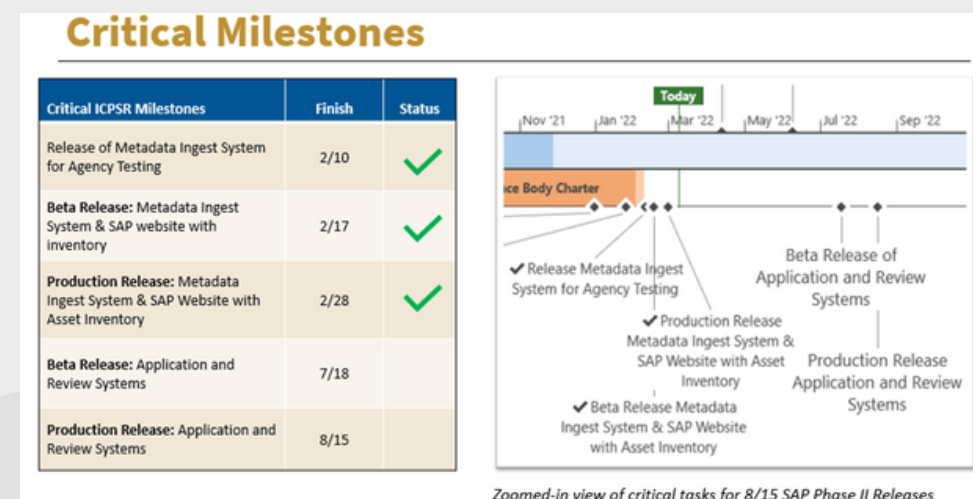 Critical Milestones
Critical ICPSR Milestones Finish Status
Release of Metadata Ingest System
for Agency Testing
2/10
Beta Release: Metadata Ingest
System & SAP website with
inventory
2/17
Production Release: Metadata
Ingest System & SAP Website with
Asset Inventory
2/28
Beta Release: Application and
Review Systems
7/18
Production Release: Application and
Review Systems
8/15
Today
Nov '21 Jan '22 Mar '22 May '22 Jul '22 Sep '22
Body Charter
Release Metadata Ingest
System for Agency Testing
Production Release
Metadata Ingest System &
SAP Website with Asset
Inventory
Beta Release Metadata
Ingest System & SAP Website
with Asset Inventory
Beta Release of
Application and Review
Systems
Production Release
Application and Review
Systems
Zoomed-in view of critical tasks for 8/15 SAP Phase II Releases